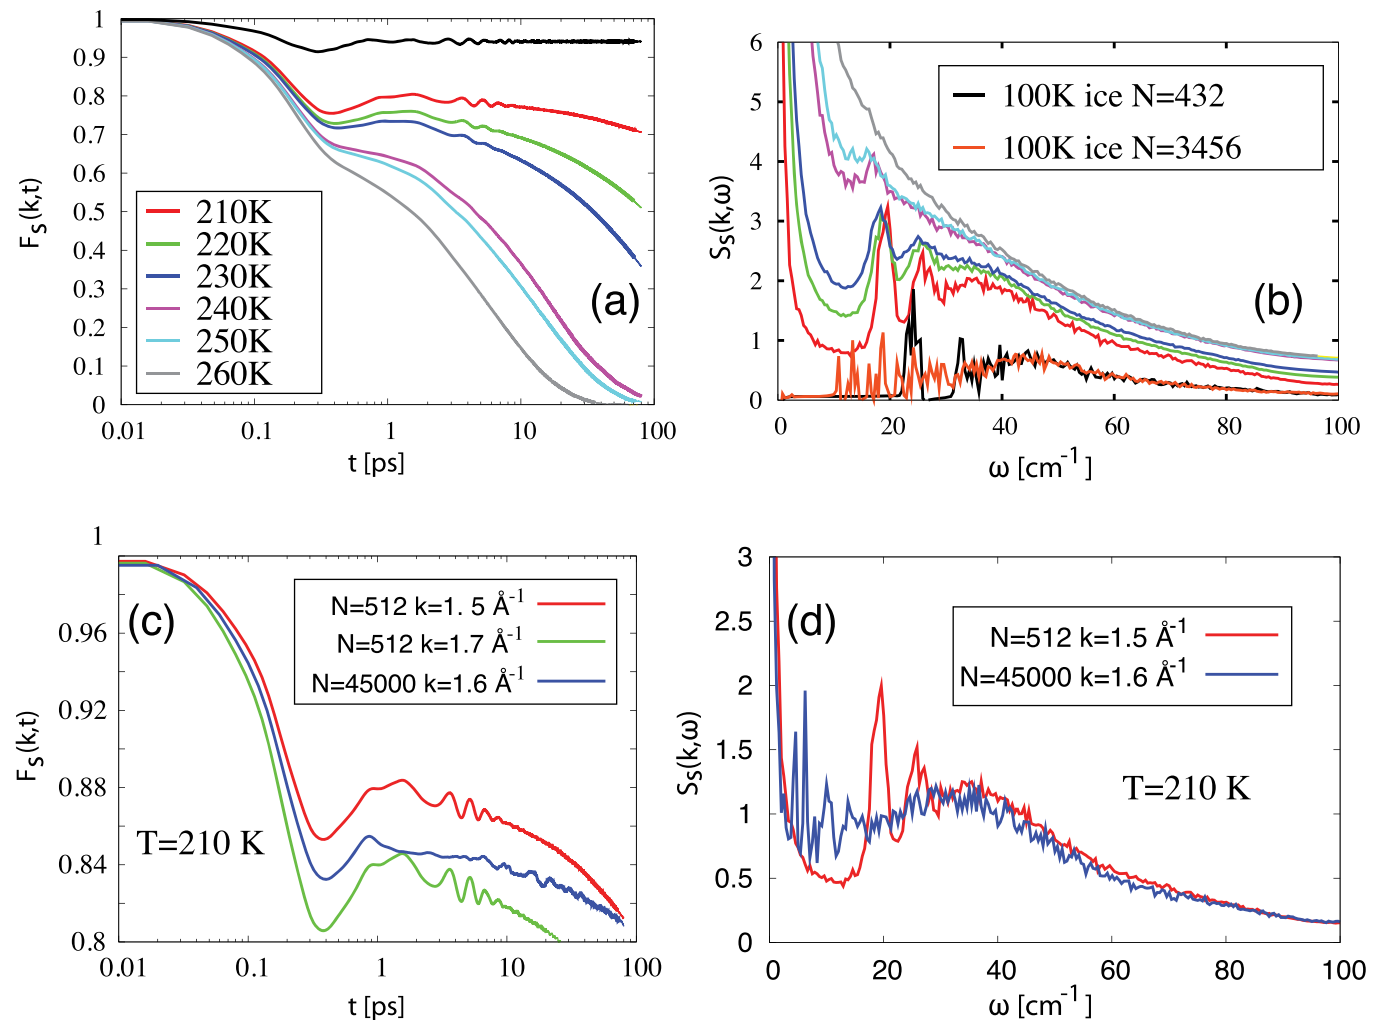 1
0.9
0.8
0.7
0.6
0.5
0.4
0.3
0.2
0.1
0
0.01
0.1
1
10
100
F_S(k,t)
t [ps]
210K
220K
230K
240K
250K
260K
(a)
6
5
4
3
2
1
0
0
20
40
60
80
100
S_S(k,ω)
ω [cm⁻¹]
100K ice N=432
100K ice N=3456
(b)
1
0.96
0.92
0.88
0.84
0.8
0.01
0.1
1
10
100
F_S(k,t)
t [ps]
(c)
N=512 k=1.5 Å⁻¹
N=512 k=1.7 Å⁻¹
N=45000 k=1.6 Å⁻¹
T=210 K
3
2.5
2
1.5
1
0.5
0
0
20
40
60
80
100
S_S(k,ω)
ω [cm⁻¹]
(d)
N=512 k=1.5 Å⁻¹
N=45000 k=1.6 Å⁻¹
T=210 K